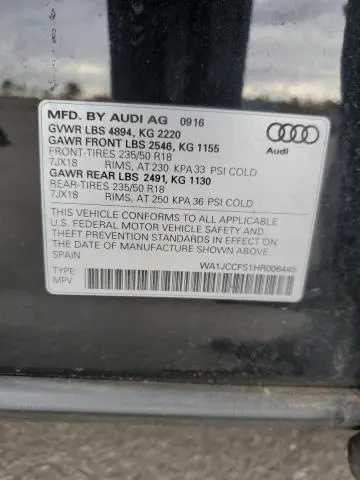 MFD. BY AUDI AG 0916
GVWR LBS 4894, KG 2220
GAWR FRONT LBS 2546, KG 1155
FRONT-TIRES 235/50 R18
7JX18 RIMS, AT 230 KPA 33 PSI COLD
GAWR REAR LBS 2491, KG 1130
REAR-TIRES 235/50 R18
7JX18 RIMS, AT 250 KPA 36 PSI COLD
Audi
THIS VEHICLE CONFORMS TO ALL APPLICABLE
U.S. FEDERAL MOTOR VEHICLE SAFETY AND
THEFT PREVENTION STANDARDS IN EFFECT ON
THE DATE OF MANUFACTURE SHOWN ABOVE.
SPAIN
TYPE:
MPV
WA1JCCFS1HR006445